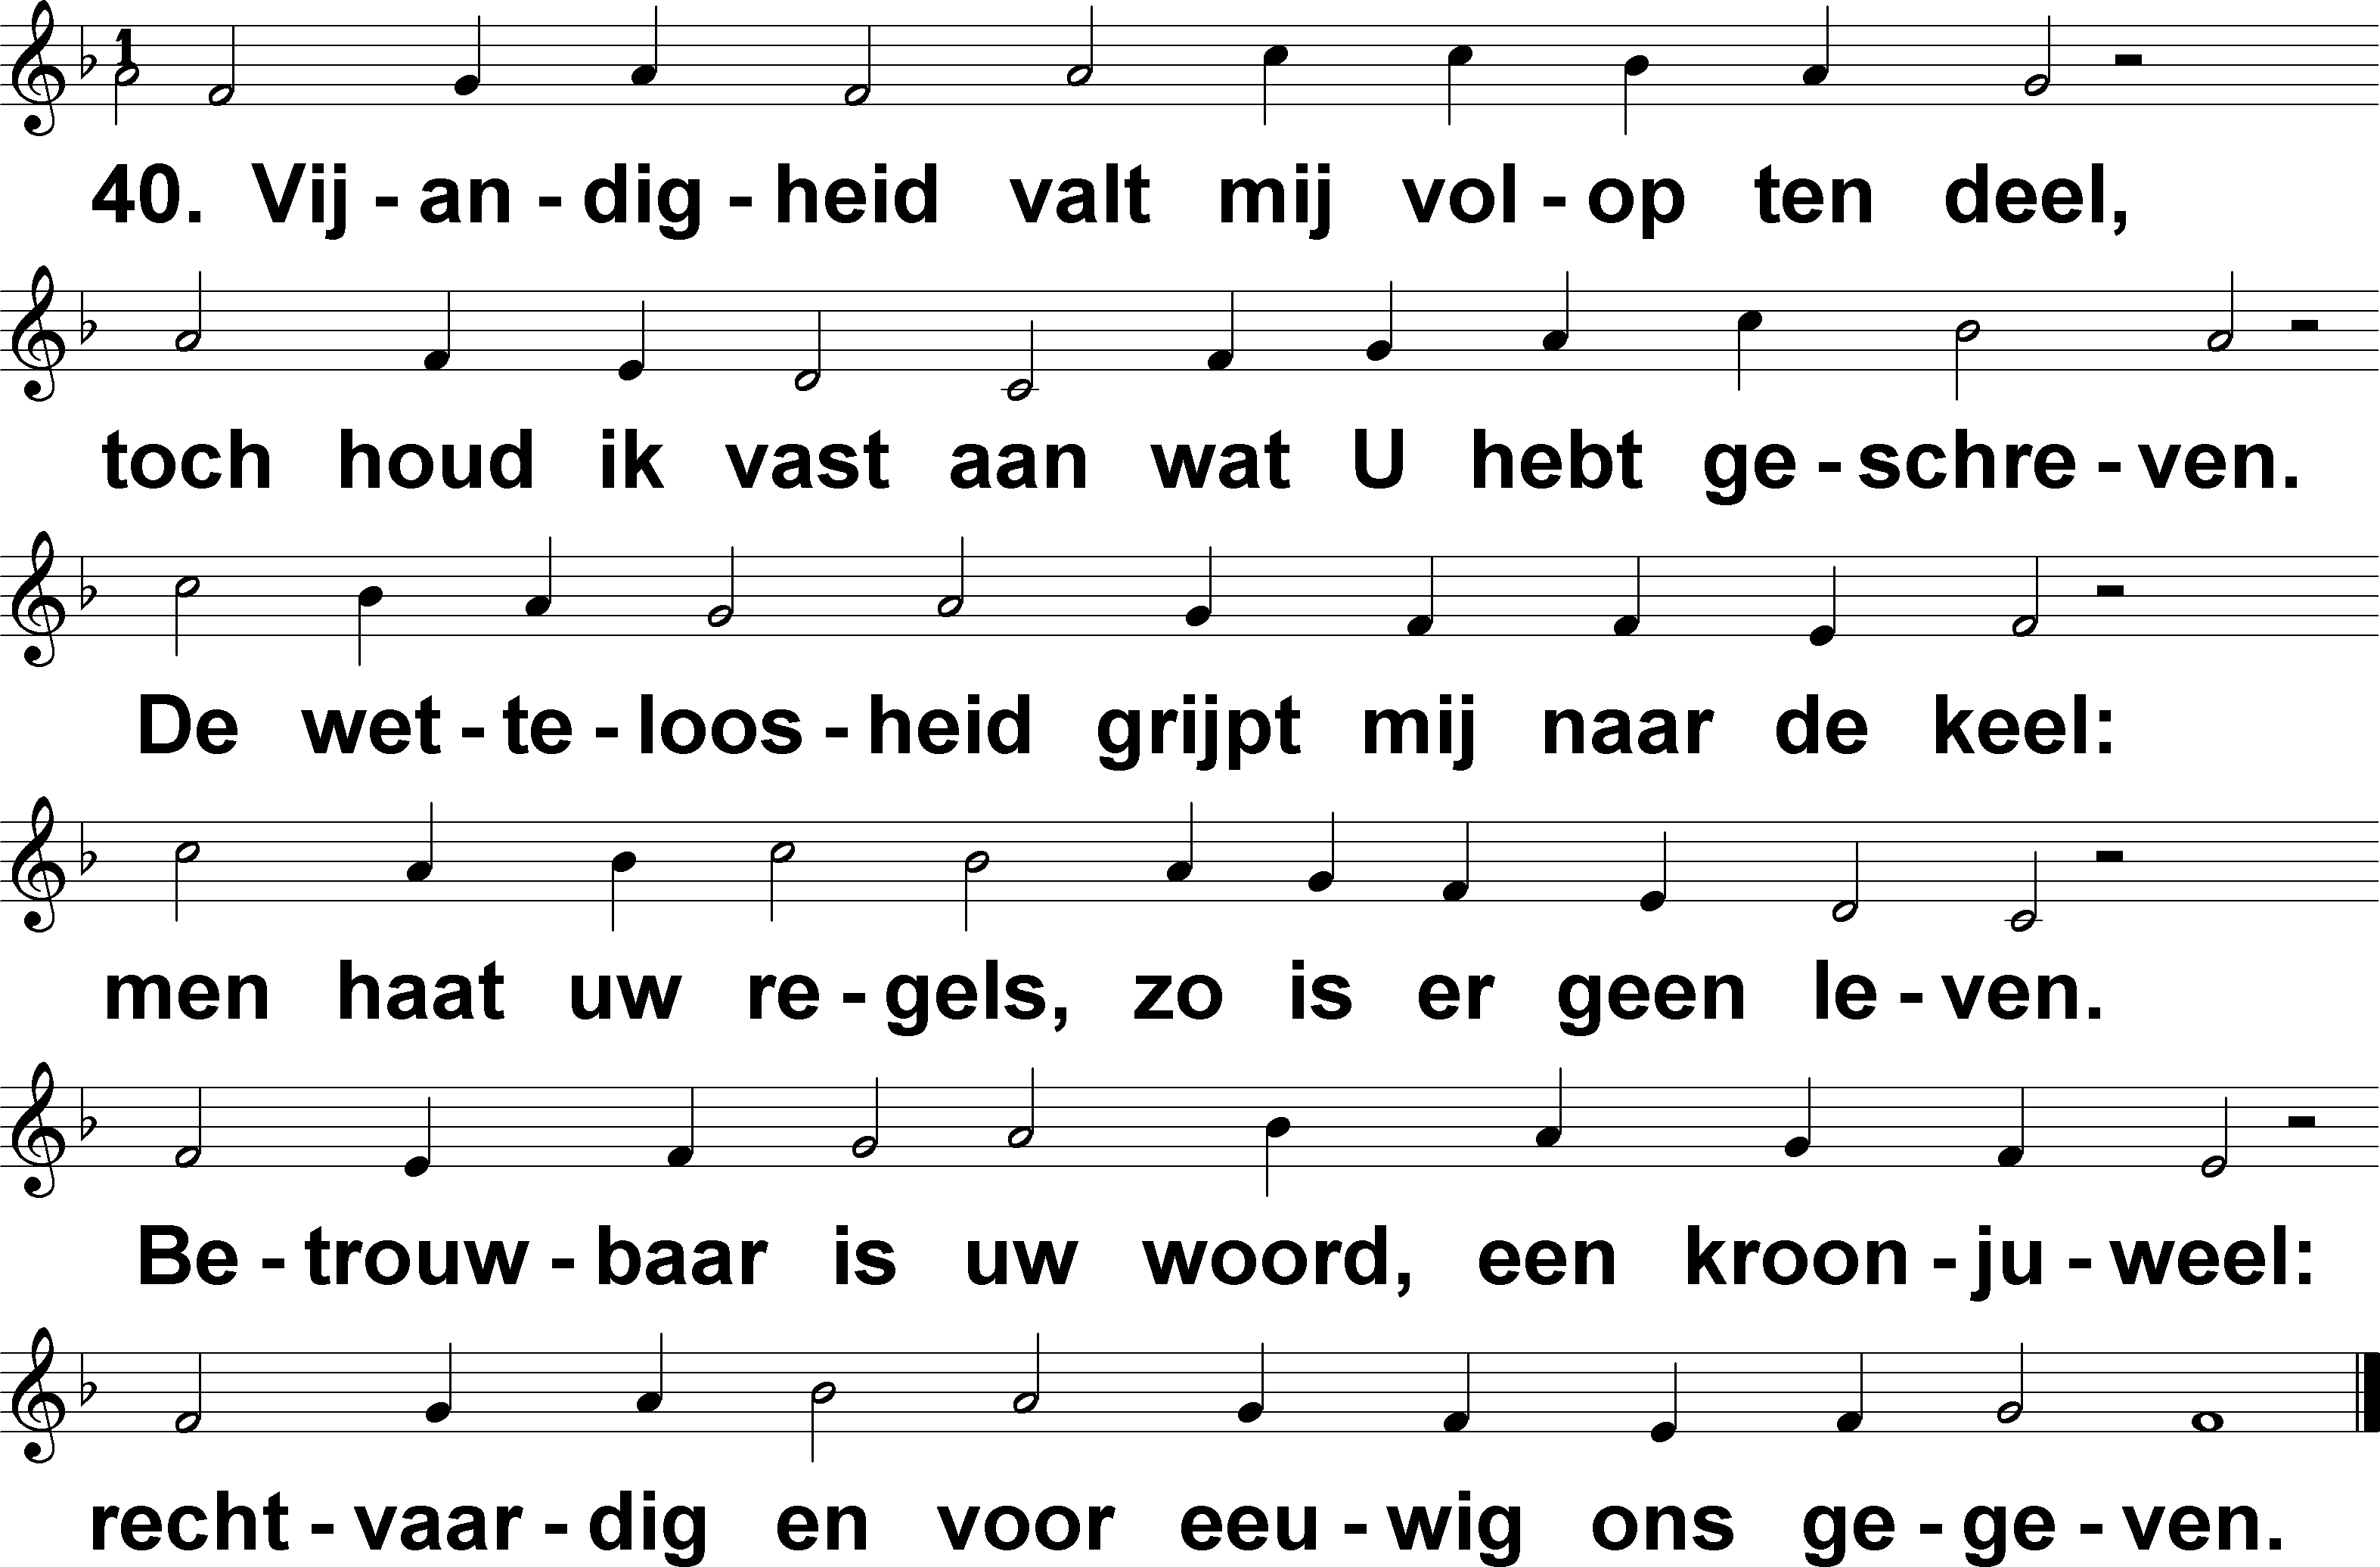 1
40. Vij - an - dig - heid valt mij vol - op ten deel,
toch houd ik vast aan wat U hebt ge - schre - ven.
De wet - te - loos - heid grijpt mij naar de keel:
men haat uw re - gels, zo is er geen le - ven.
Be - trouw - baar is uw woord, een kroon - ju - weel:
recht - vaar - dig en voor eeu - wig ons ge - ge - ven.